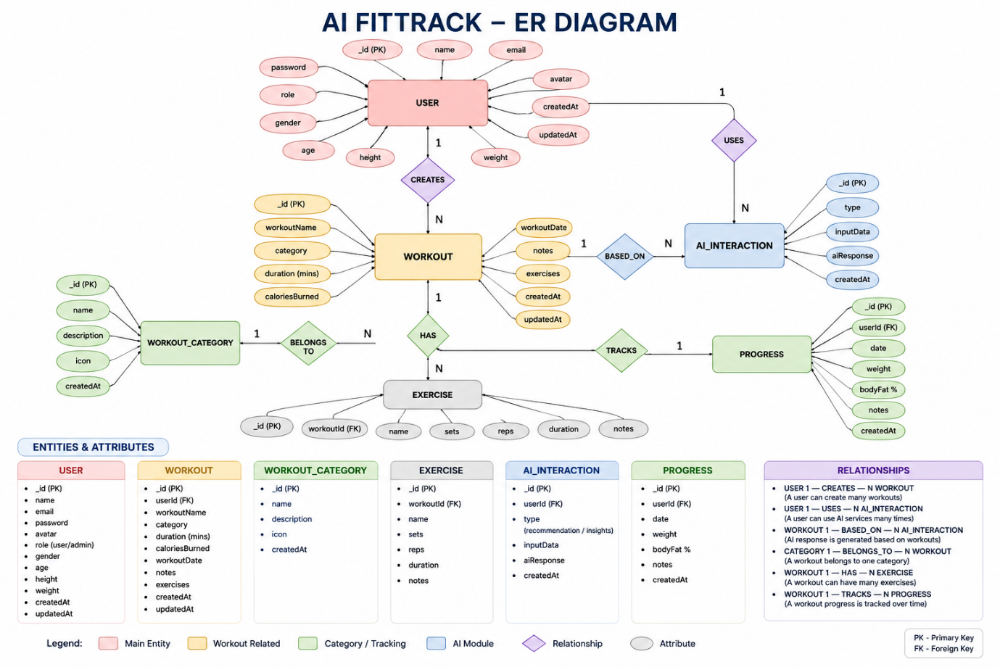 AI FITTRACK – ER DIAGRAM
_id (PK)
name
email
password
avatar
role
USER
createdAt
gender
updatedAt
age
height
weight
1
USES
1
CREATES
N
N
_id (PK)
workoutName
category
duration (mins)
caloriesBurned
WORKOUT
workoutDate
notes
exercises
createdAt
updatedAt
1
BASED_ON
N
AI_INTERACTION
_id (PK)
type
inputData
aiResponse
createdAt
_id (PK)
name
description
icon
createdAt
WORKOUT_CATEGORY
1
BELONGS
TO
N
1
HAS
N
TRACKS
1
PROGRESS
_id (PK)
userId (FK)
date
weight
bodyFat %
notes
createdAt
EXERCISE
_id (PK)
workoutId (FK)
name
sets
reps
duration
notes
ENTITIES & ATTRIBUTES
USER
• _id (PK)
• name
• email
• password
• avatar
• role (user/admin)
• gender
• age
• height
• weight
• createdAt
• updatedAt
WORKOUT
• _id (PK)
• userId (FK)
• workoutName
• category
• duration (mins)
• caloriesBurned
• workoutDate
• notes
• exercises
• createdAt
• updatedAt
WORKOUT_CATEGORY
• _id (PK)
• name
• description
• icon
• createdAt
EXERCISE
• _id (PK)
• workoutId (FK)
• name
• sets
• reps
• duration
• notes
AI_INTERACTION
• _id (PK)
• userId (FK)
• type
(recommendation / insights)
• inputData
• aiResponse
• createdAt
PROGRESS
• _id (PK)
• userId (FK)
• date
• weight
• bodyFat %
• notes
• createdAt
RELATIONSHIPS
• USER 1 — CREATES — N WORKOUT
(A user can create many workouts)
• USER 1 — USES — N AI_INTERACTION
(A user can use AI services many times)
• WORKOUT 1 — BASED_ON — N AI_INTERACTION
(AI response is generated based on workouts)
• CATEGORY 1 — BELONGS_TO — N WORKOUT
(A workout belongs to one category)
• WORKOUT 1 — HAS — N EXERCISE
(A workout can have many exercises)
• WORKOUT 1 — TRACKS — N PROGRESS
(A workout progress is tracked over time)
Legend:
Main Entity
Workout Related
Category / Tracking
AI Module
Relationship
Attribute
PK - Primary Key
FK - Foreign Key